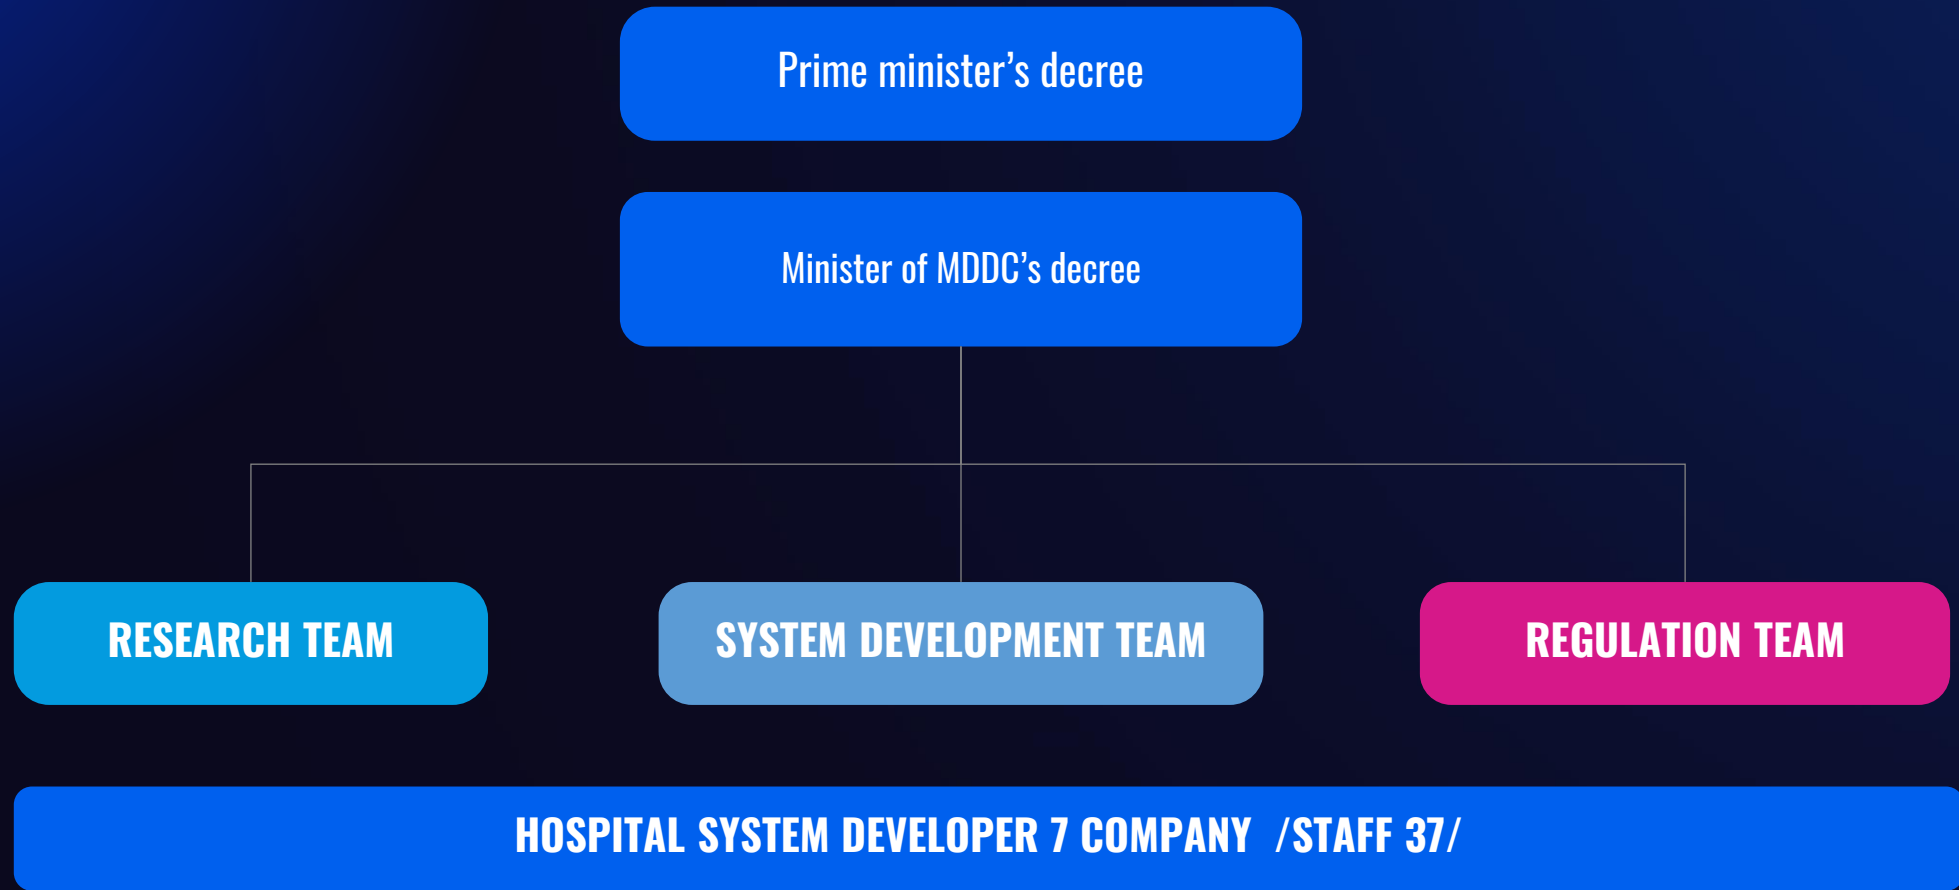 Prime minister’s decree
Minister of MDDC’s decree
RESEARCH TEAM
SYSTEM DEVELOPMENT TEAM
REGULATION TEAM
HOSPITAL SYSTEM DEVELOPER 7 COMPANY /STAFF 37/